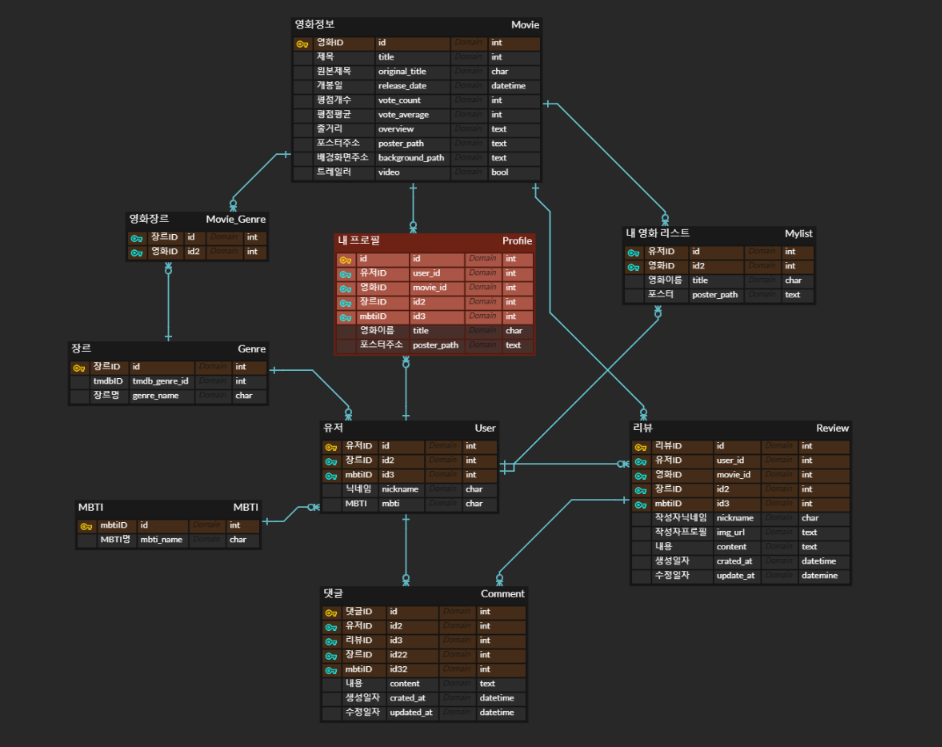 영화정보 Movie
영화ID id Domain int
제목 title Domain int
원본제목 original_title Domain char
개봉일 release_date Domain datetime
평점개수 vote_count Domain int
평점평균 vote_average Domain int
줄거리 overview Domain text
포스터주소 poster_path Domain text
배경화면주소 background_path Domain text
트레일러 video Domain bool
영화장르 Movie_Genre
장르ID id Domain int
영화ID id2 Domain int
내 프로필 Profile
id id Domain int
유저ID user_id Domain int
영화ID movie_id Domain int
장르ID id2 Domain int
mbtiID id3 Domain int
영화이름 title Domain char
포스터주소 poster_path Domain text
내 영화 리스트 Mylist
유저ID id Domain int
영화ID id2 Domain int
영화이름 title Domain char
포스터 poster_path Domain text
장르 Genre
장르ID id Domain int
tmdbID tmdb_genre_id Domain int
장르명 genre_name Domain char
유저 User
유저ID id Domain int
장르ID id2 Domain int
mbtiID id3 Domain int
닉네임 nickname Domain char
MBTI mbti Domain char
리뷰 Review
리뷰ID id Domain int
유저ID user_id Domain int
영화ID movie_id Domain int
장르ID id2 Domain int
mbtiID id3 Domain int
작성자닉네임 nickname Domain char
작성자프로필 img_url Domain text
내용 content Domain text
생성일자 crated_at Domain datetime
수정일자 update_at Domain datemine
MBTI MBTI
mbtiID id Domain int
MBTI명 mbti_name Domain char
댓글 Comment
댓글ID id Domain int
유저ID id2 Domain int
리뷰ID id3 Domain int
장르ID id22 Domain int
mbtiID id32 Domain int
내용 content Domain text
생성일자 crated_at Domain datetime
수정일자 updated_at Domain datetime